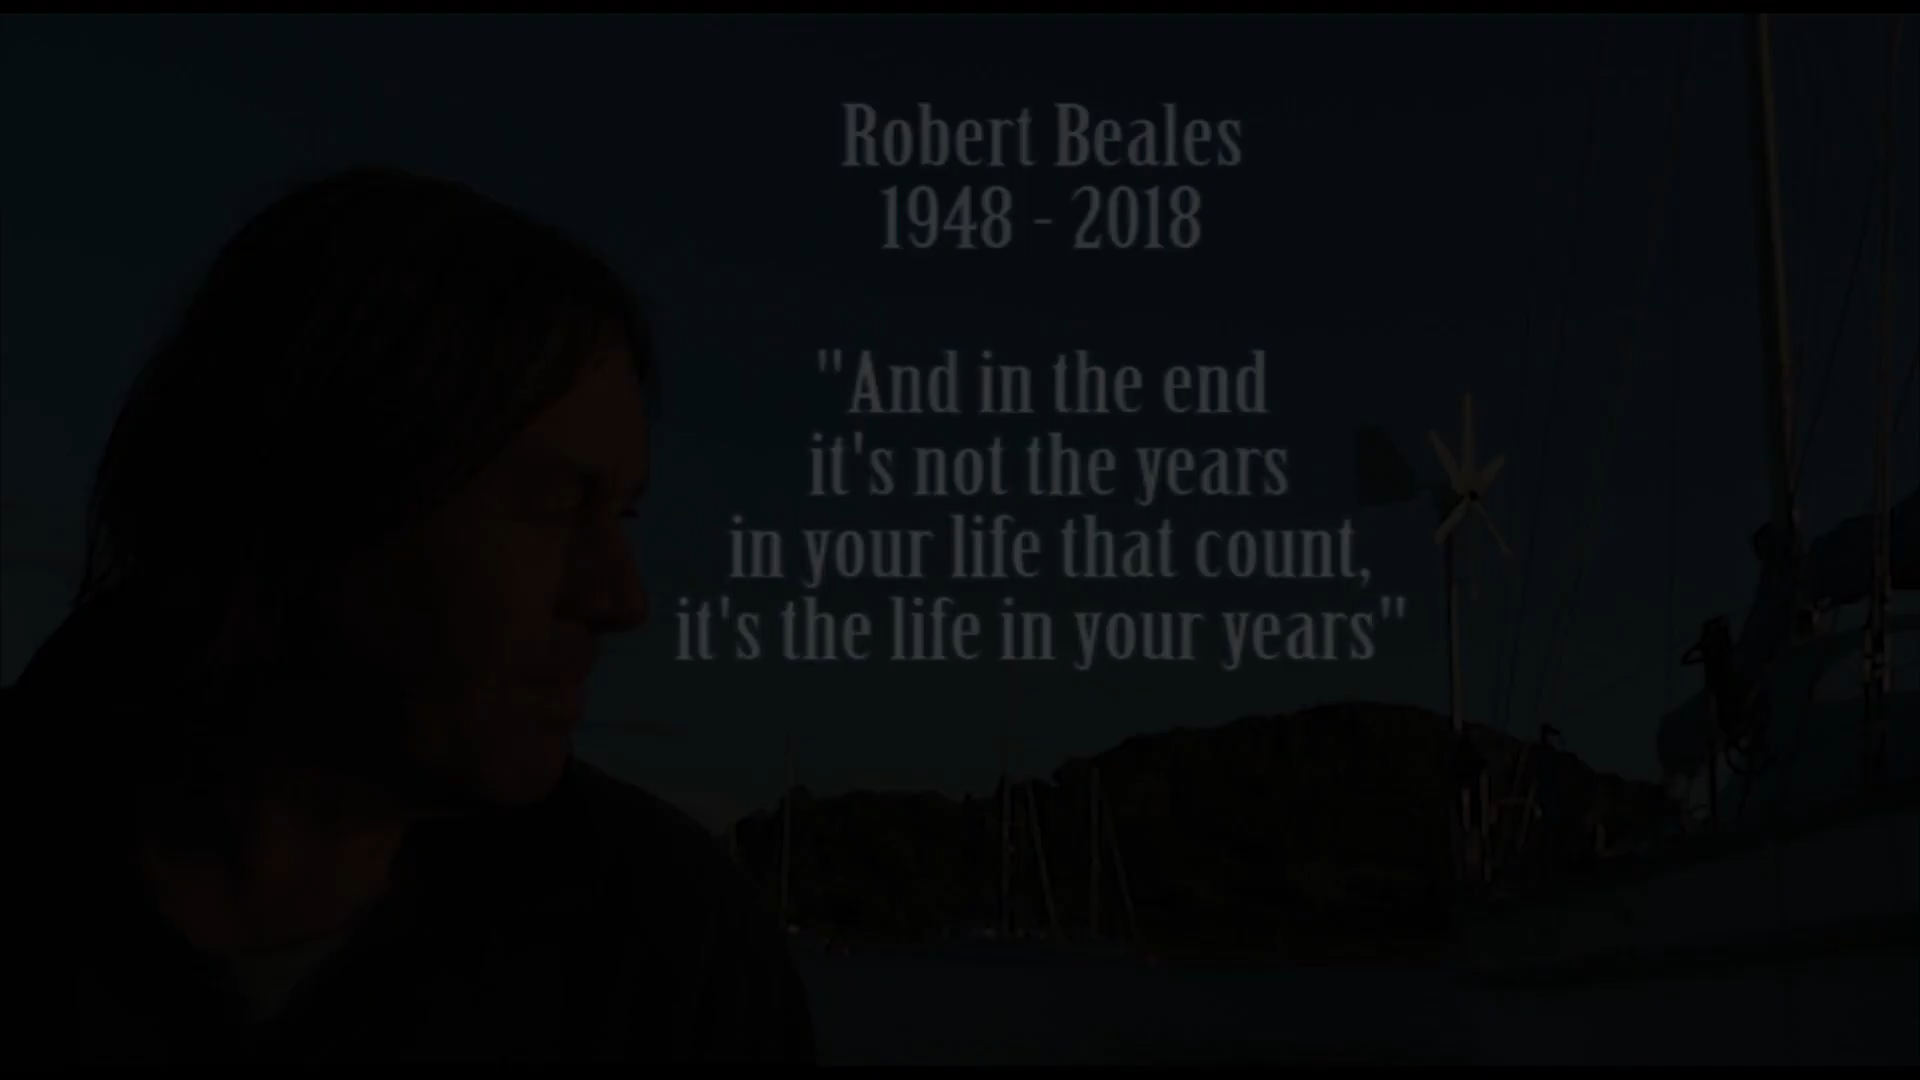 Robert Beales
1948 - 2018
"And in the end
it's not the years
in your life that count,
it's the life in your years"